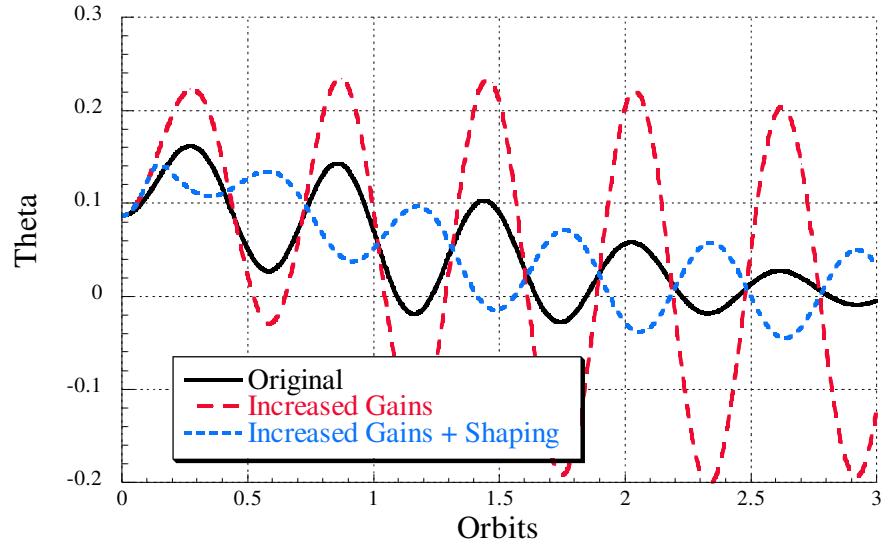 0.3
0.2
0.1
0
-0.1
-0.2
Theta
Original
Increased Gains
Increased Gains + Shaping
0 0.5 1 1.5 2 2.5 3
Orbits